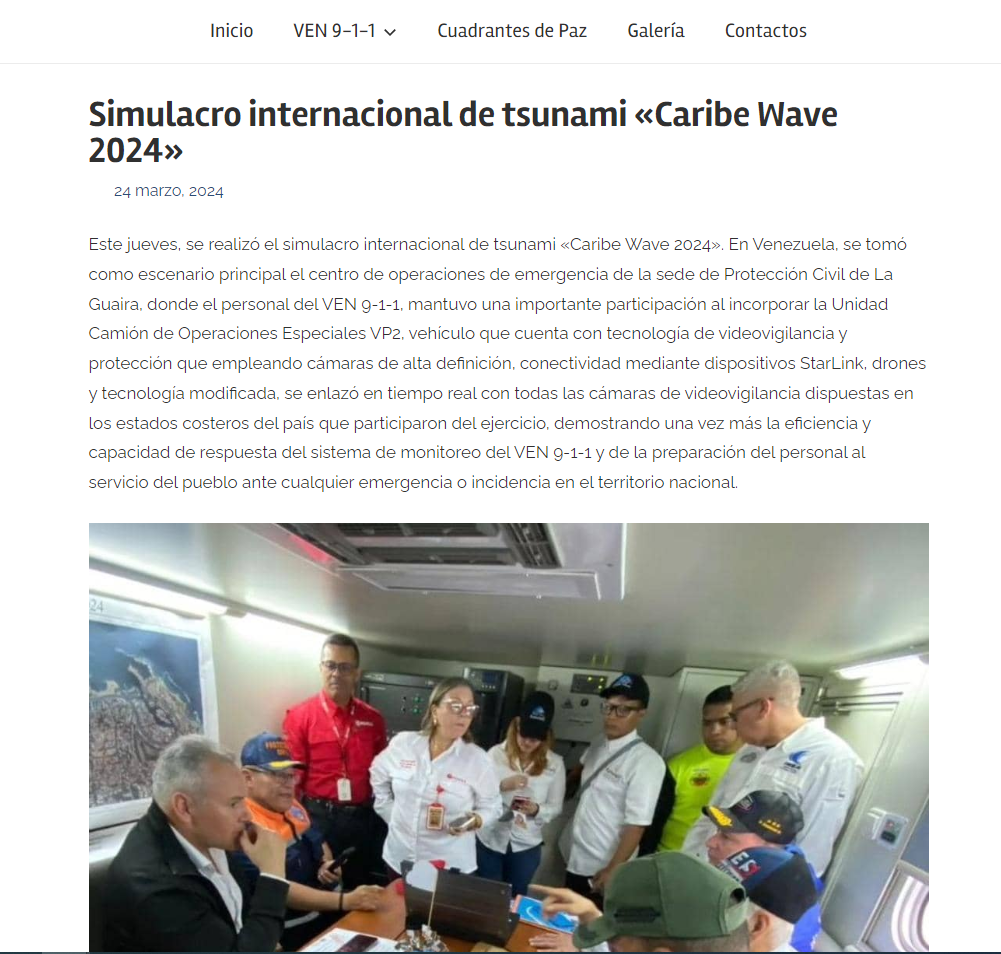 Inicio
VEN 9-1-1
Cuadrantes de Paz
Galería
Contactos
Simulacro internacional de tsunami «Caribe Wave
2024»
24 marzo, 2024
Este jueves, se realizó el simulacro internacional de tsunami «Caribe Wave 2024». En Venezuela, se tomó
como escenario principal el centro de operaciones de emergencia de la sede de Protección Civil de La
Guaira, donde el personal del VEN 9-1-1, mantuvo una importante participación al incorporar la Unidad
Camión de Operaciones Especiales VP2, vehículo que cuenta con tecnología de videovigilancia y
protección que empleando cámaras de alta definición, conectividad mediante dispositivos StarLink, drones
y tecnología modificada, se enlazó en tiempo real con todas las cámaras de videovigilancia dispuestas en
los estados costeros del país que participaron del ejercicio, demostrando una vez más la eficiencia y
capacidad de respuesta del sistema de monitoreo del VEN 9-1-1 y de la preparación del personal al
servicio del pueblo ante cualquier emergencia o incidencia en el territorio nacional.
24